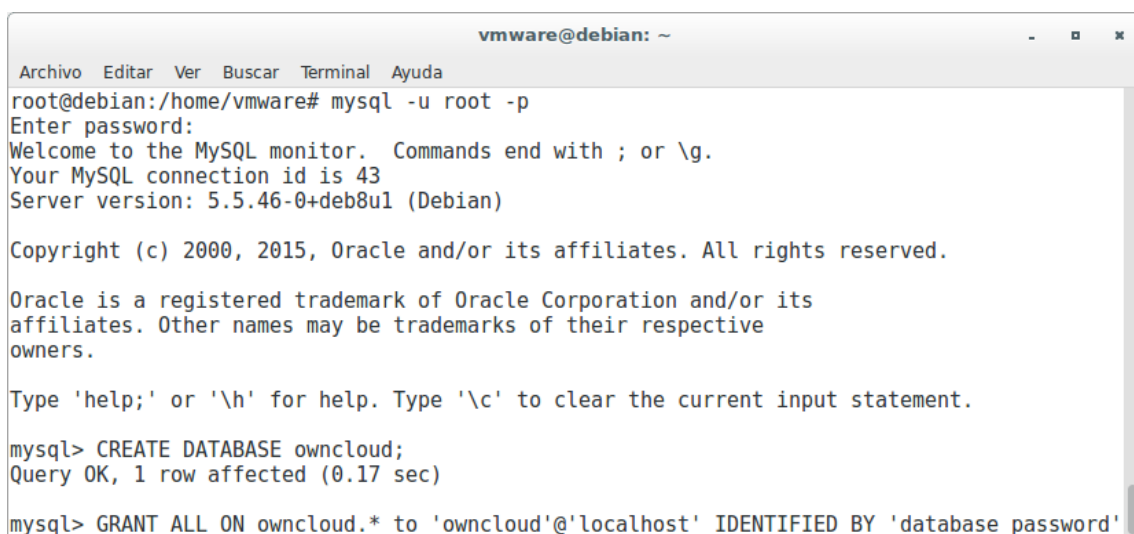 vmware@debian: ~
Archivo Editar Ver Buscar Terminal Ayuda
root@debian:/home/vmware# mysql -u root -p
Enter password:
Welcome to the MySQL monitor.  Commands end with ; or \g.
Your MySQL connection id is 43
Server version: 5.5.46-0+deb8u1 (Debian)
Copyright (c) 2000, 2015, Oracle and/or its affiliates. All rights reserved.
Oracle is a registered trademark of Oracle Corporation and/or its
affiliates. Other names may be trademarks of their respective
owners.
Type 'help;' or '\h' for help. Type '\c' to clear the current input statement.
mysql> CREATE DATABASE owncloud;
Query OK, 1 row affected (0.17 sec)
mysql> GRANT ALL ON owncloud.* to 'owncloud'@'localhost' IDENTIFIED BY 'database_password'